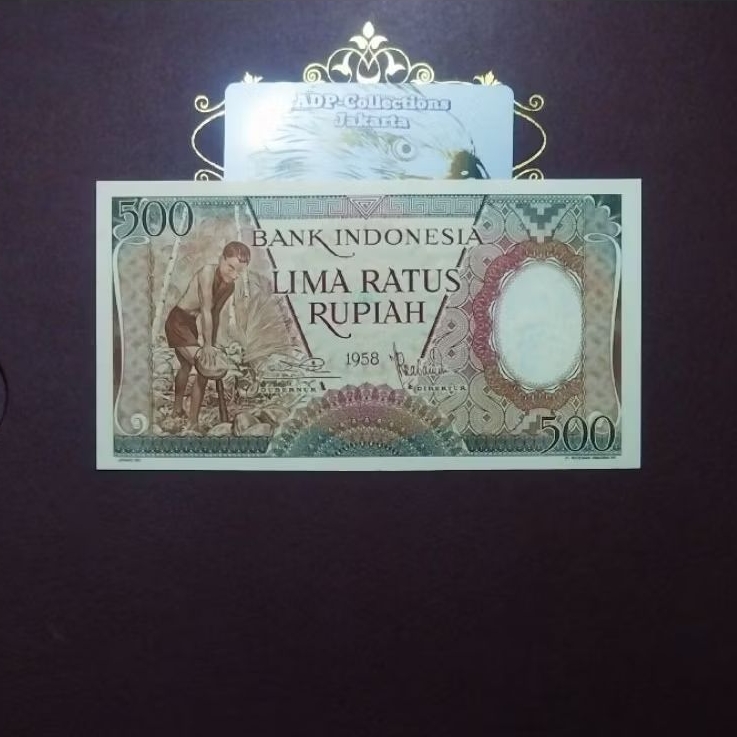 ADP-Collections
Jakarta
500
BANK INDONESIA
LIMA RATUS
RUPIAH
1958
GUBERNUR
DIREKTUR
500